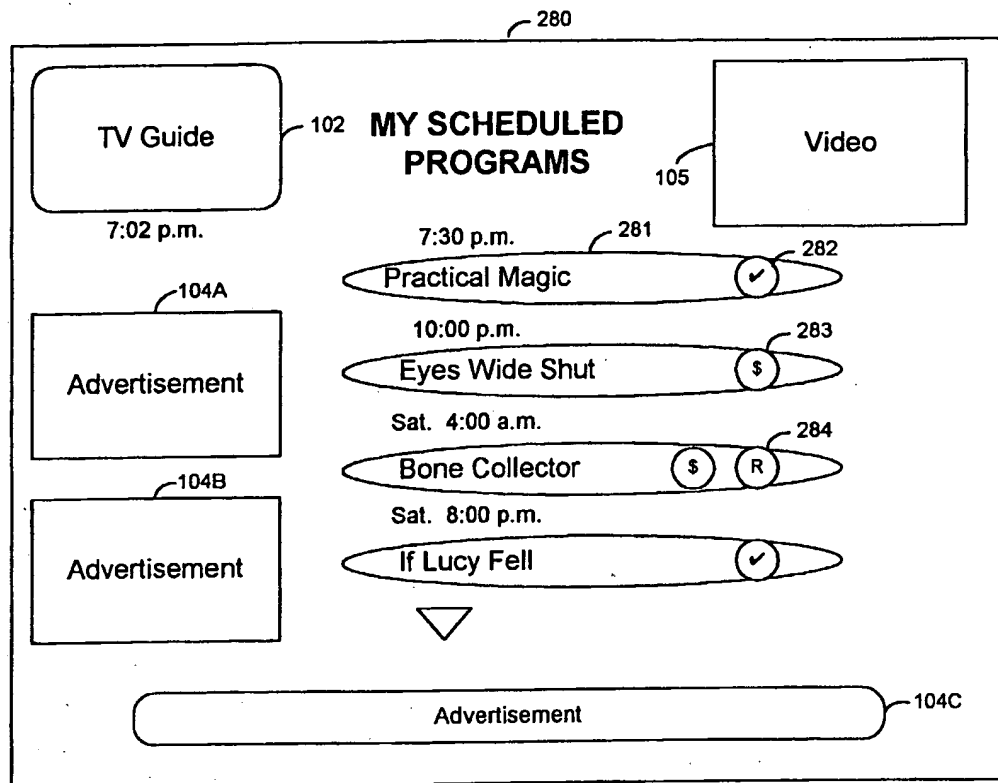 280
TV Guide
102
MY SCHEDULED
PROGRAMS
Video
105
7:02 p.m.
7:30 p.m.
281
Practical Magic
✔
282
104A
Advertisement
10:00 p.m.
283
Eyes Wide Shut
$
Sat. 4:00 a.m.
284
Bone Collector
$
R
104B
Advertisement
Sat. 8:00 p.m.
If Lucy Fell
✔
Advertisement
104C